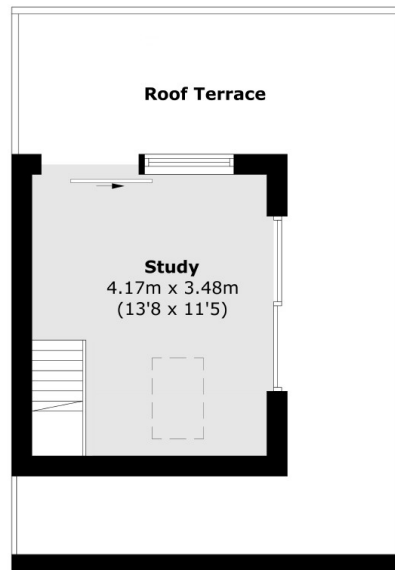 Roof Terrace
Study
4.17m x 3.48m
(13'8 x 11'5)